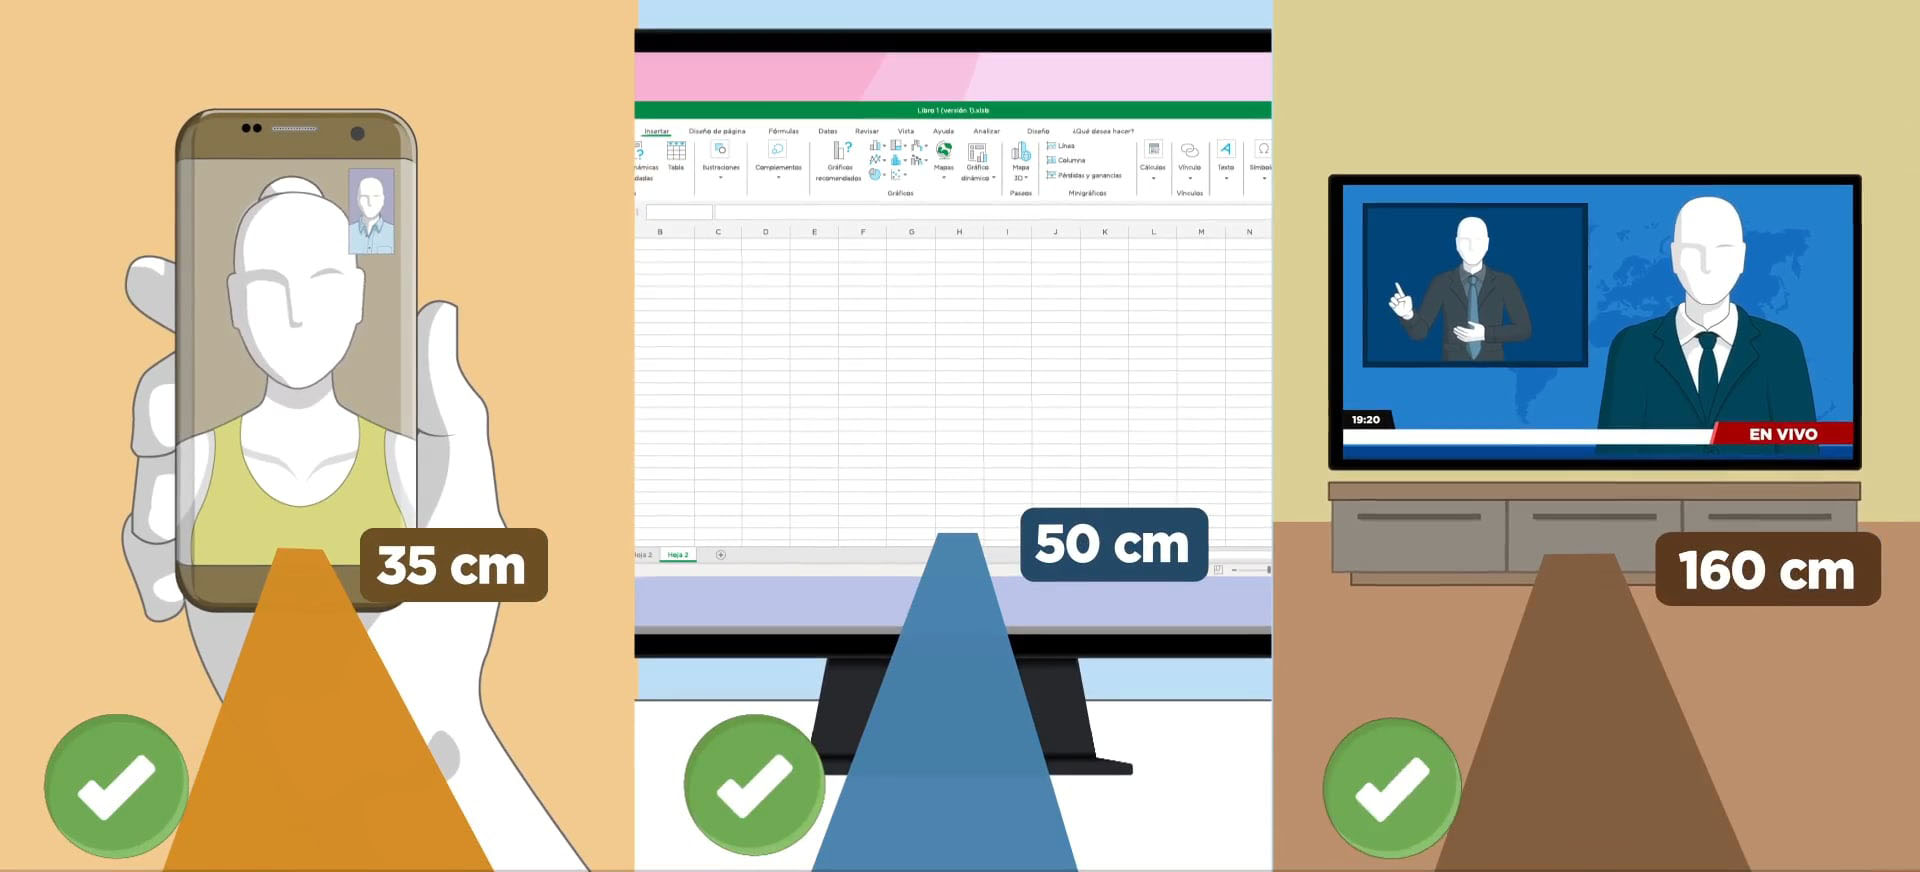 35 cm
Libro 1 (versión 1).xlsb
Insertar Diseño de página Fórmulas Datos Revisar Vista Ayuda Analizar Diseño ¿Qué desea hacer?
Tabla
Ilustraciones
Complementos
Gráficos
recomendados
Mapas
Gráfico
dinámico
Gráficos
Mapa
3D
Paseos
Línea
Columna
Pérdidas y ganancias
Minigráficos
Cálculos
Vínculo
Vínculos
Texto
B C D E F G H I J K L M N
Hoja 2
50 cm
19:20
EN VIVO
160 cm